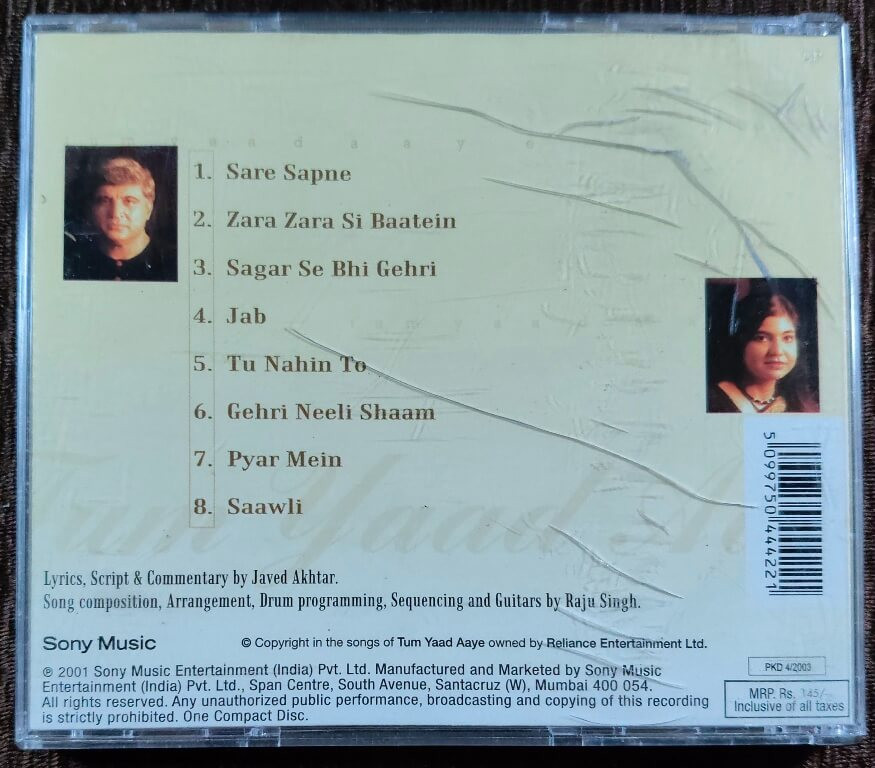 1. Sare Sapne
2. Zara Zara Si Baatein
3. Sagar Se Bhi Gehri
4. Jab
5. Tu Nahin To
6. Gehri Neeli Shaam
7. Pyar Mein
8. Saawli
5099750444221
Tum Yaad A
Lyrics, Script & Commentary by Javed Akhtar.
Song composition, Arrangement, Drum programming, Sequencing and Guitars by Raju Singh.
Sony Music
© Copyright in the songs of Tum Yaad Aaye owned by Reliance Entertainment Ltd.
℗ 2001 Sony Music Entertainment (India) Pvt. Ltd. Manufactured and Marketed by Sony Music
Entertainment (India) Pvt. Ltd., Span Centre, South Avenue, Santacruz (W), Mumbai 400 054.
All rights reserved. Any unauthorized public performance, broadcasting and copying of this recording
is strictly prohibited. One Compact Disc.
PKD 4/2003
MRP. Rs. 145/-
Inclusive of all taxes